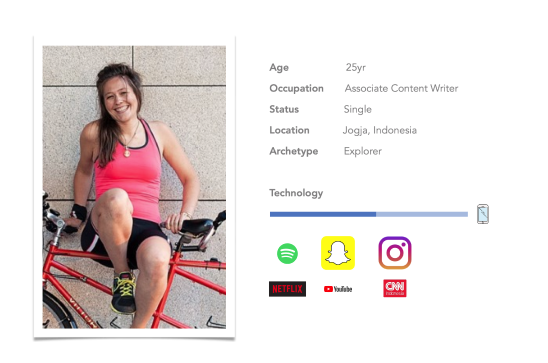 Age 25yr
Occupation Associate Content Writer
Status Single
Location Jogja, Indonesia
Archetype Explorer
Technology
NETFLIX YouTube CNN
Indonesia